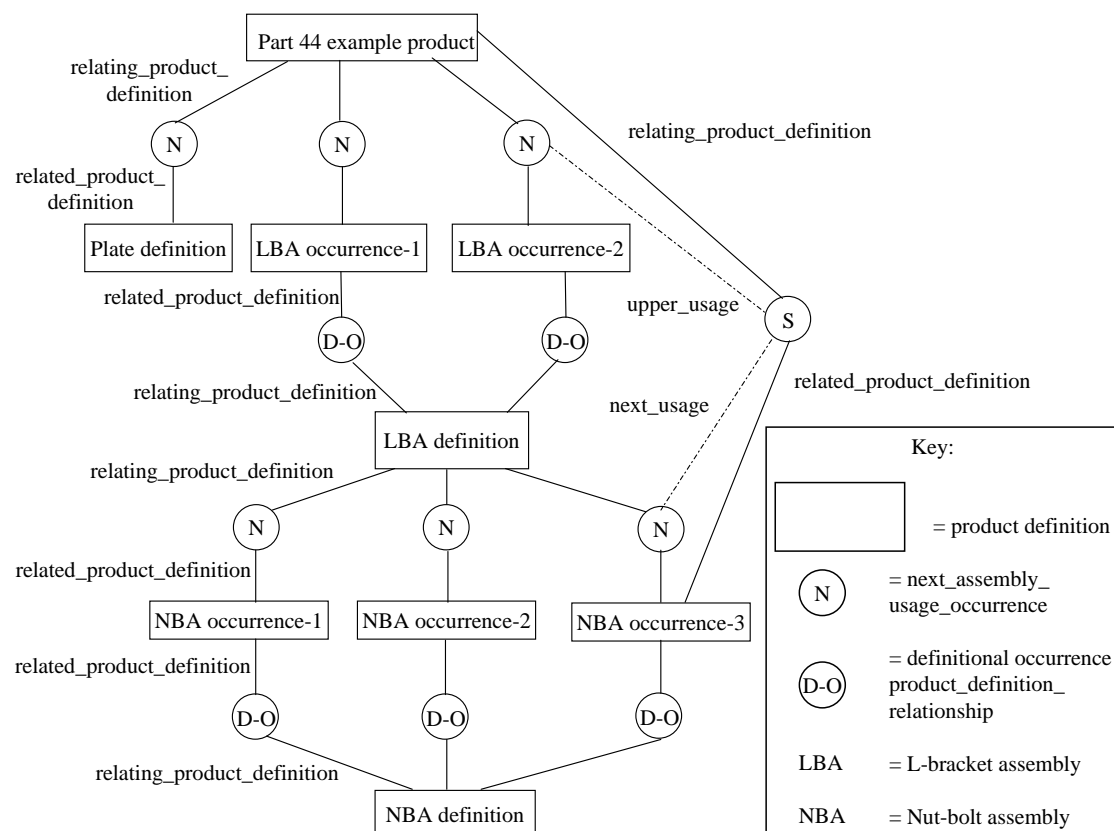 Part 44 example product
relating_product_
definition
N
N
N
relating_product_definition
related_product_
definition
Plate definition
LBA occurrence-1
LBA occurrence-2
related_product_definition
upper_usage
S
D-O
D-O
relating_product_definition
related_product_definition
next_usage
LBA definition
relating_product_definition
N
N
N
related_product_definition
NBA occurrence-1
NBA occurrence-2
NBA occurrence-3
related_product_definition
D-O
D-O
D-O
relating_product_definition
NBA definition
Key:
= product definition
N
= next_assembly_
usage_occurrence
D-O
= definitional occurrence
product_definition_
relationship
LBA = L-bracket assembly
NBA = Nut-bolt assembly